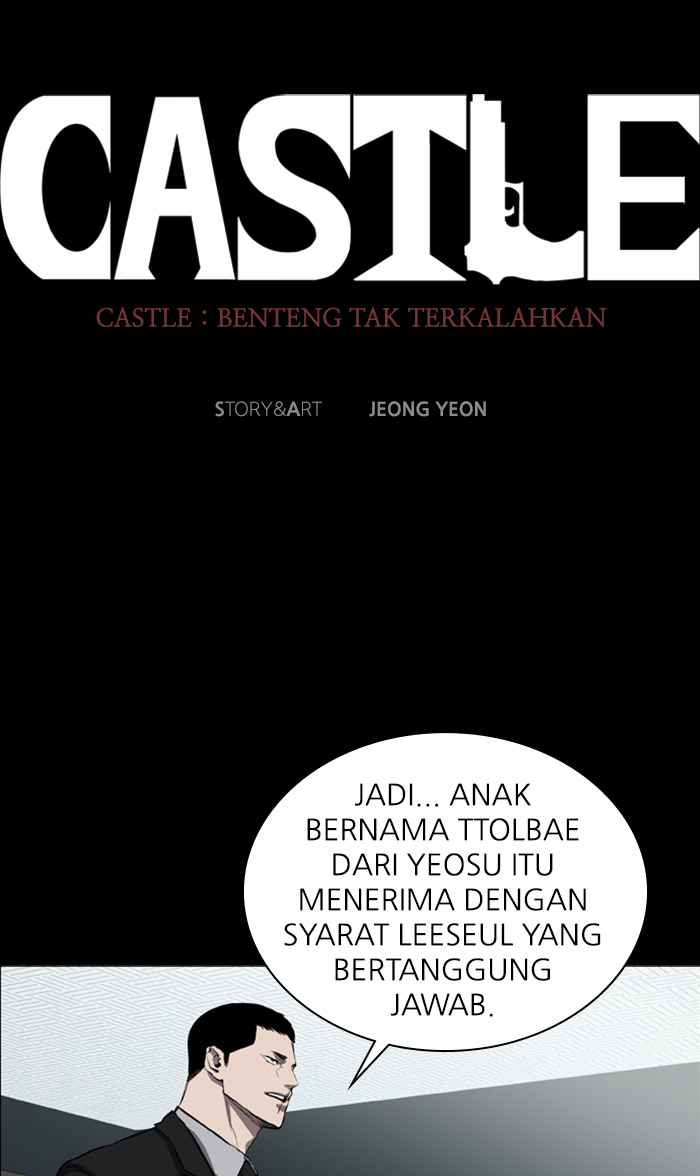 CASTLE
CASTLE : BENTENG TAK TERKALAHKAN
STORY&ART JEONG YEON
JADI... ANAK
BERNAMA TTOLBAE
DARI YEOSU ITU
MENERIMA DENGAN
SYARAT LEESEUL YANG
BERTANGGUNG
JAWAB.